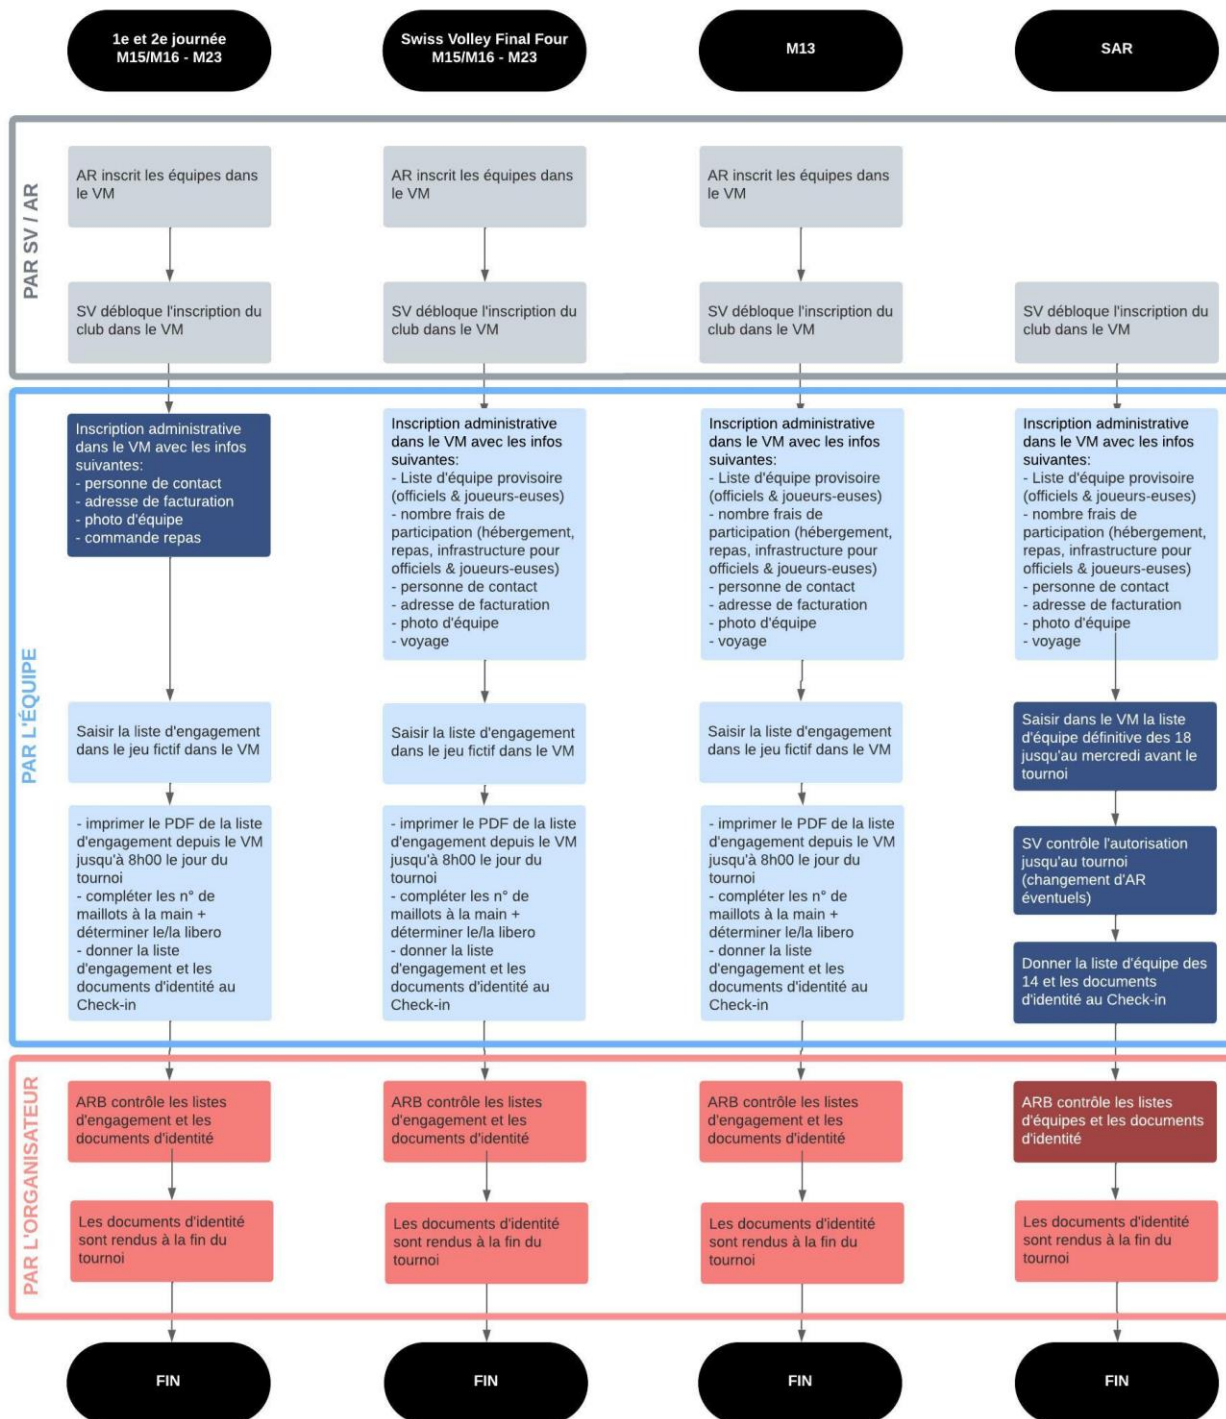 1e et 2e journée
M15/M16 - M23
Swiss Volley Final Four
M15/M16 - M23
M13
SAR
PAR SV / AR
AR inscrit les équipes dans
le VM
AR inscrit les équipes dans
le VM
AR inscrit les équipes dans
le VM
SV débloque l'inscription du
club dans le VM
SV débloque l'inscription du
club dans le VM
SV débloque l'inscription du
club dans le VM
SV débloque l'inscription du
club dans le VM
PAR L'ÉQUIPE
Inscription administrative
dans le VM avec les infos
suivantes:
- personne de contact
- adresse de facturation
- photo d'équipe
- commande repas
Inscription administrative
dans le VM avec les infos
suivantes:
- Liste d'équipe provisoire
(officiels & joueurs-euses)
- nombre frais de
participation (hébergement,
repas, infrastructure pour
officiels & joueurs-euses)
- personne de contact
- adresse de facturation
- photo d'équipe
- voyage
Inscription administrative
dans le VM avec les infos
suivantes:
- Liste d'équipe provisoire
(officiels & joueurs-euses)
- nombre frais de
participation (hébergement,
repas, infrastructure pour
officiels & joueurs-euses)
- personne de contact
- adresse de facturation
- photo d'équipe
- voyage
Inscription administrative
dans le VM avec les infos
suivantes:
- Liste d'équipe provisoire
(officiels & joueurs-euses)
- nombre frais de
participation (hébergement,
repas, infrastructure pour
officiels & joueurs-euses)
- personne de contact
- adresse de facturation
- photo d'équipe
- voyage
Saisir la liste d'engagement
dans le jeu fictif dans le VM
Saisir la liste d'engagement
dans le jeu fictif dans le VM
Saisir la liste d'engagement
dans le jeu fictif dans le VM
Saisir dans le VM la liste
d'équipe définitive des 18
jusqu'au mercredi avant le
tournoi
- imprimer le PDF de la liste
d'engagement depuis le VM
jusqu'à 8h00 le jour du
tournoi
- compléter les n° de
maillots à la main +
déterminer le/la libero
- donner la liste
d'engagement et les
documents d'identité au
Check-in
- imprimer le PDF de la liste
d'engagement depuis le VM
jusqu'à 8h00 le jour du
tournoi
- compléter les n° de
maillots à la main +
déterminer le/la libero
- donner la liste
d'engagement et les
documents d'identité au
Check-in
- imprimer le PDF de la liste
d'engagement depuis le VM
jusqu'à 8h00 le jour du
tournoi
- compléter les n° de
maillots à la main +
déterminer le/la libero
- donner la liste
d'engagement et les
documents d'identité au
Check-in
SV contrôle l'autorisation
jusqu'au tournoi
(changement d'AR
éventuels)
Donner la liste d'équipe des
14 et les documents
d'identité au Check-in
PAR L'ORGANISATEUR
ARB contrôle les listes
d'engagement et les
documents d'identité
ARB contrôle les listes
d'engagement et les
documents d'identité
ARB contrôle les listes
d'engagement et les
documents d'identité
ARB contrôle les listes
d'équipes et les documents
d'identité
Les documents d'identité
sont rendus à la fin du
tournoi
Les documents d'identité
sont rendus à la fin du
tournoi
Les documents d'identité
sont rendus à la fin du
tournoi
Les documents d'identité
sont rendus à la fin du
tournoi
FIN
FIN
FIN
FIN